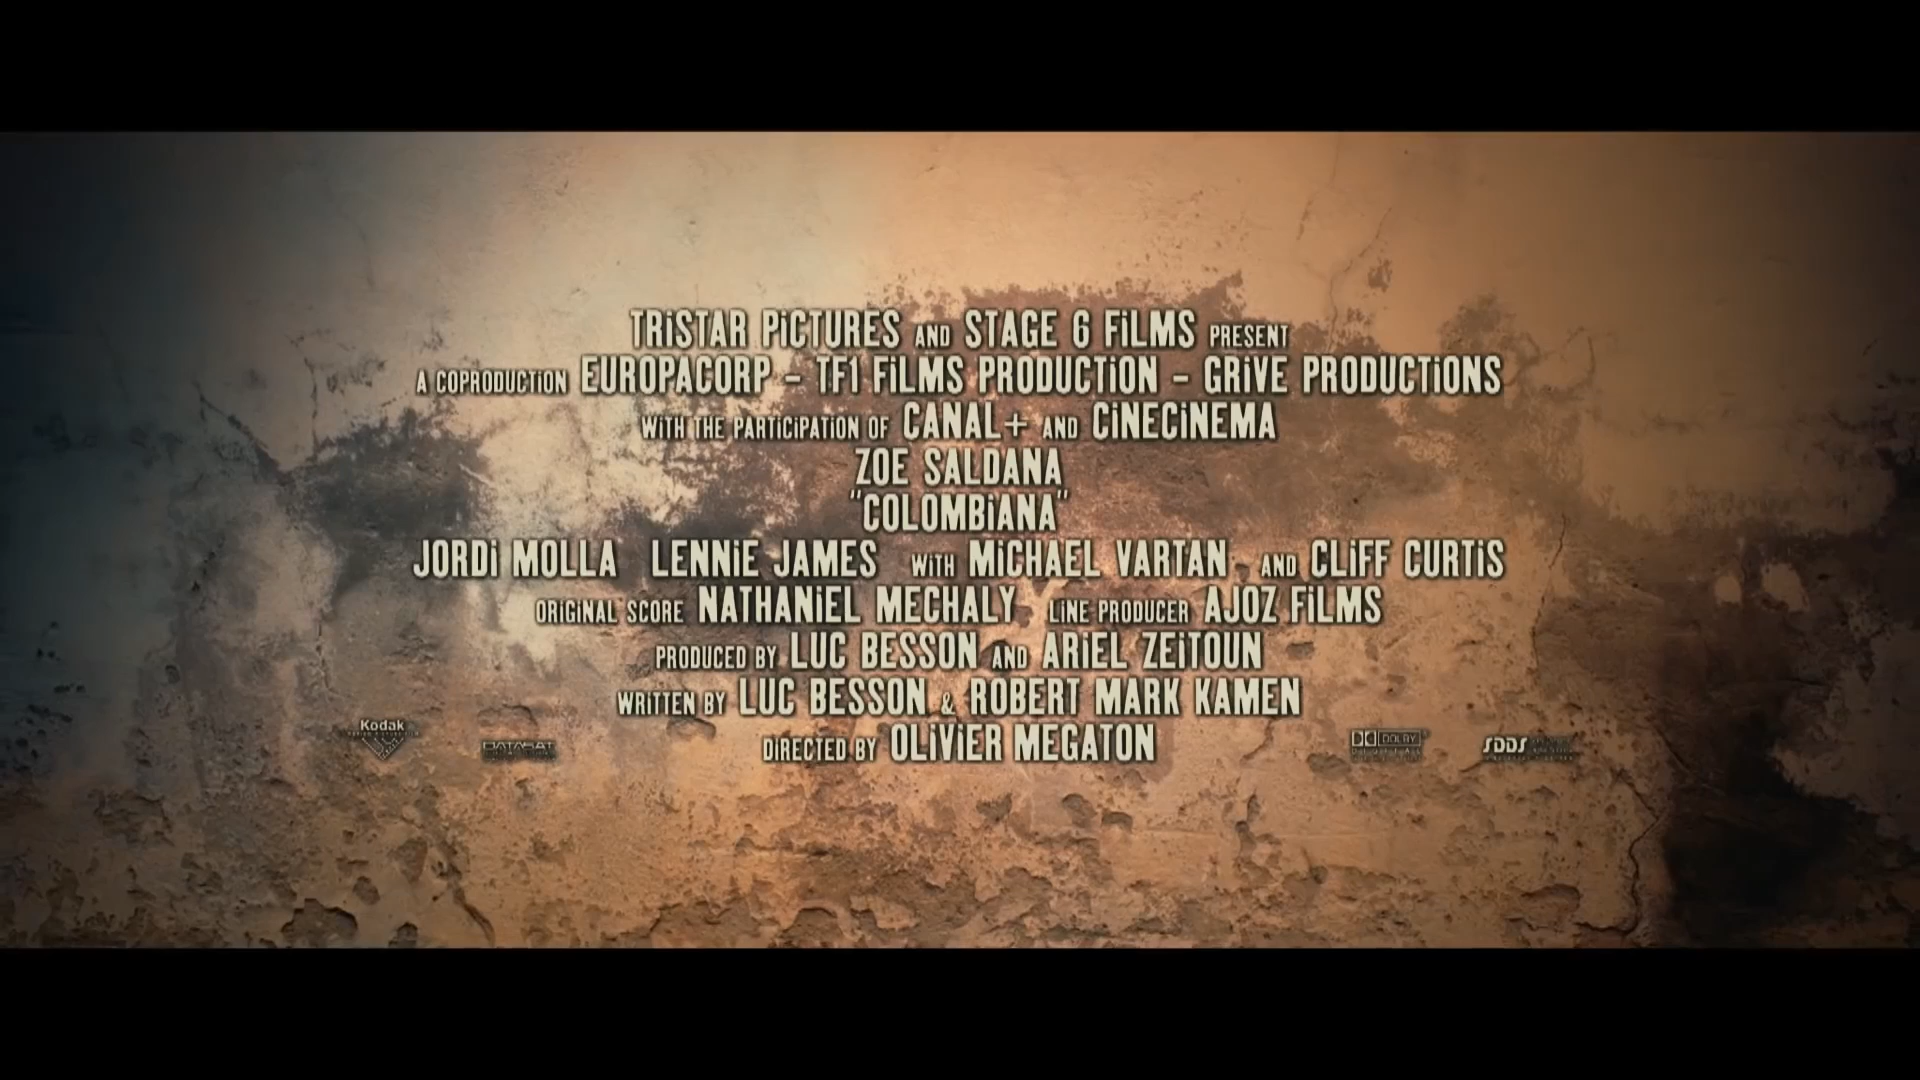 TRiSTAR PiCTURES AND STAGE 6 FiLMS PRESENT
A COPRODUCTiON EUROPACORP - TF1 FiLMS PRODUCTiON - GRiVE PRODUCTiONS
WiTH THE PARTiCiPATiON OF CANAL+ AND CiNECiNEMA
ZOE SALDANA
"COLOMBiANA"
JORDi MOLLA LENNiE JAMES WiTH MiCHAEL VARTAN AND CLiFF CURTiS
ORiGiNAL SCORE NATHANiEL MECHALY LiNE PRODUCER AJOZ FiLMS
PRODUCED BY LUC BESSON AND ARiEL ZEiTOUN
WRiTTEN BY LUC BESSON & ROBERT MARK KAMEN
DiRECTED BY OLiViER MEGATON
Kodak
DATASAT
DOLBY
SDDS